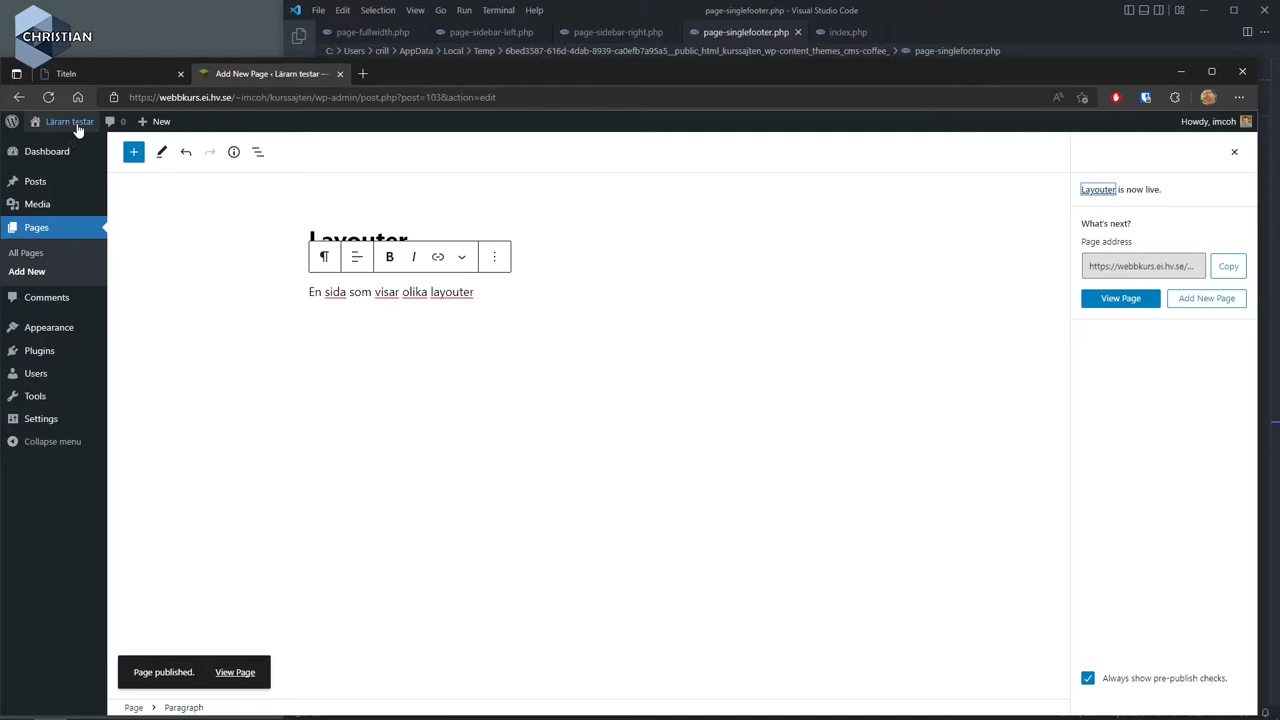 CHRISTIAN
File Edit Selection View Go Run Terminal Help
page-singlefooter.php - Visual Studio Code
page-fullwidth.php page-sidebar-left.php page-sidebar-right.php page-singlefooter.php index.php
C: > Users > crill > AppData > Local > Temp > 6bed3587-616d-4dab-8939-ca0efb7a95a5__public_html_kurssajten_wp-content_themes_cms-coffee_ > page-singlefooter.php
Titeln
Add New Page ‹ Lärarn testar —
https://webbkurs.ei.hv.se/~imcoh/kurssajten/wp-admin/post.php?post=103&action=edit
Lärarn testar 0 New
Howdy, imcoh
Dashboard
Posts
Media
Pages
All Pages
Add New
Comments
Appearance
Plugins
Users
Tools
Settings
Collapse menu
Layouter
B I
En sida som visar olika layouter
Layouter is now live.
What's next?
Page address
https://webbkurs.ei.hv.se/... Copy
View Page Add New Page
Page published. View Page
Always show pre-publish checks.
Page > Paragraph